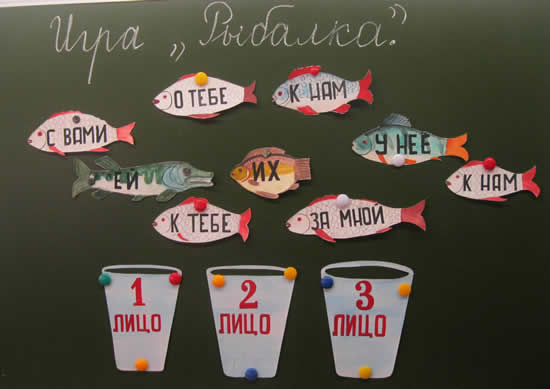 Игра „Рыбалка".
О ТЕБЕ
К НАМ
С ВАМИ
У НЕЁ
ЕЙ
ИХ
К НАМ
К ТЕБЕ
ЗА МНОЙ
1
ЛИЦО
2
ЛИЦО
3
ЛИЦО